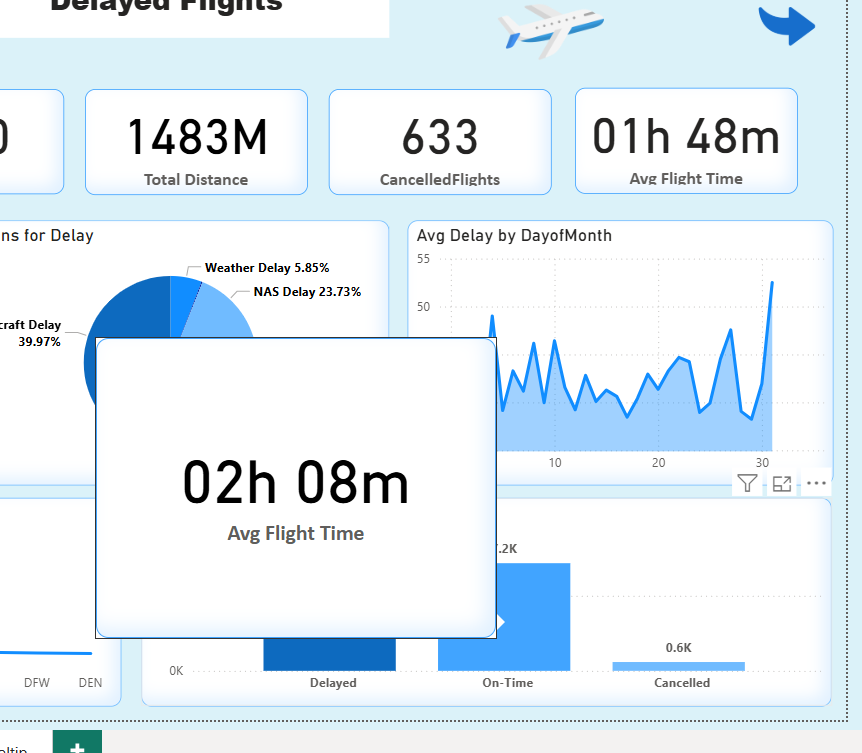 Delayed Flights
1483M
Total Distance
633
CancelledFlights
01h 48m
Avg Flight Time
ns for Delay
Weather Delay 5.85%
NAS Delay 23.73%
craft Delay
39.97%
Avg Delay by DayofMonth
55
50
10
20
30
02h 08m
Avg Flight Time
.2K
0.6K
0K
Delayed
On-Time
Cancelled
DFW
DEN